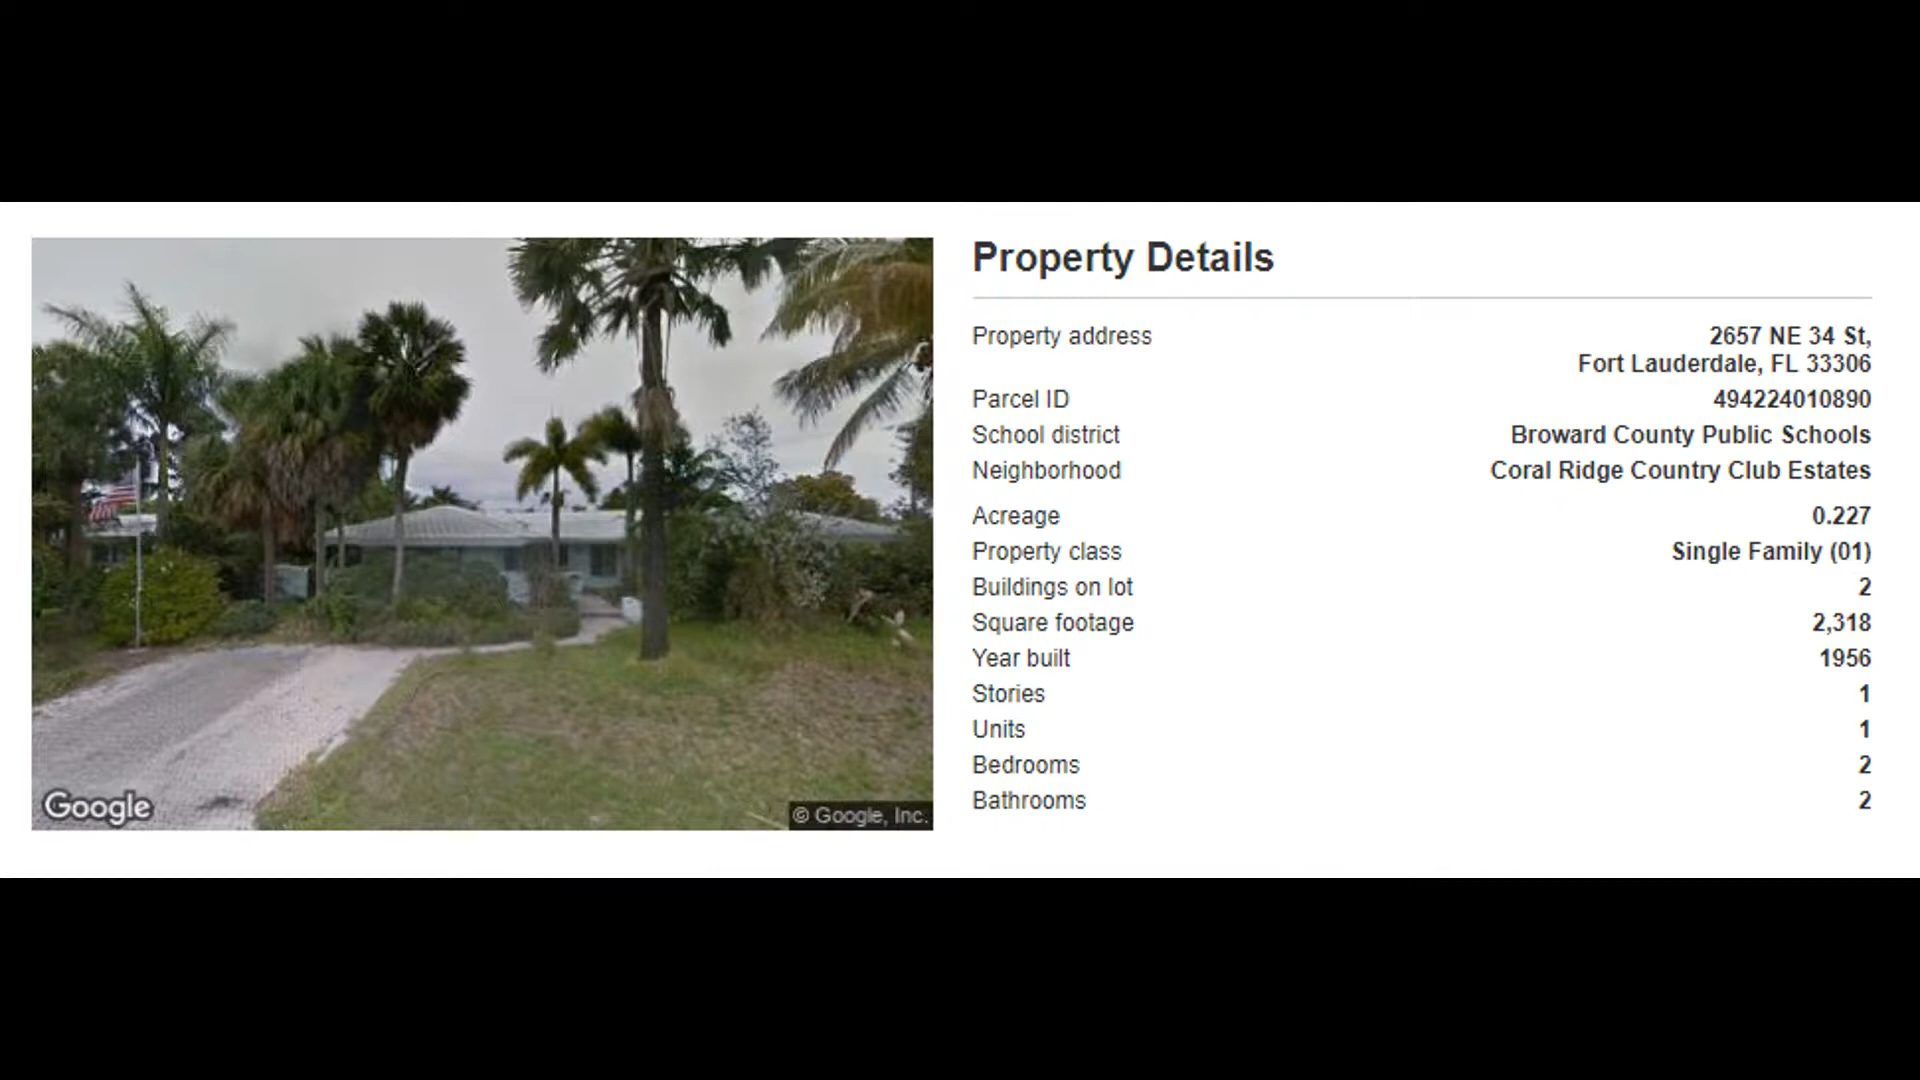 Property Details
Property address 2657 NE 34 St,
Fort Lauderdale, FL 33306
Parcel ID 494224010890
School district Broward County Public Schools
Neighborhood Coral Ridge Country Club Estates
Acreage 0.227
Property class Single Family (01)
Buildings on lot 2
Square footage 2,318
Year built 1956
Stories 1
Units 1
Bedrooms 2
Bathrooms 2
Google
© Google, Inc.